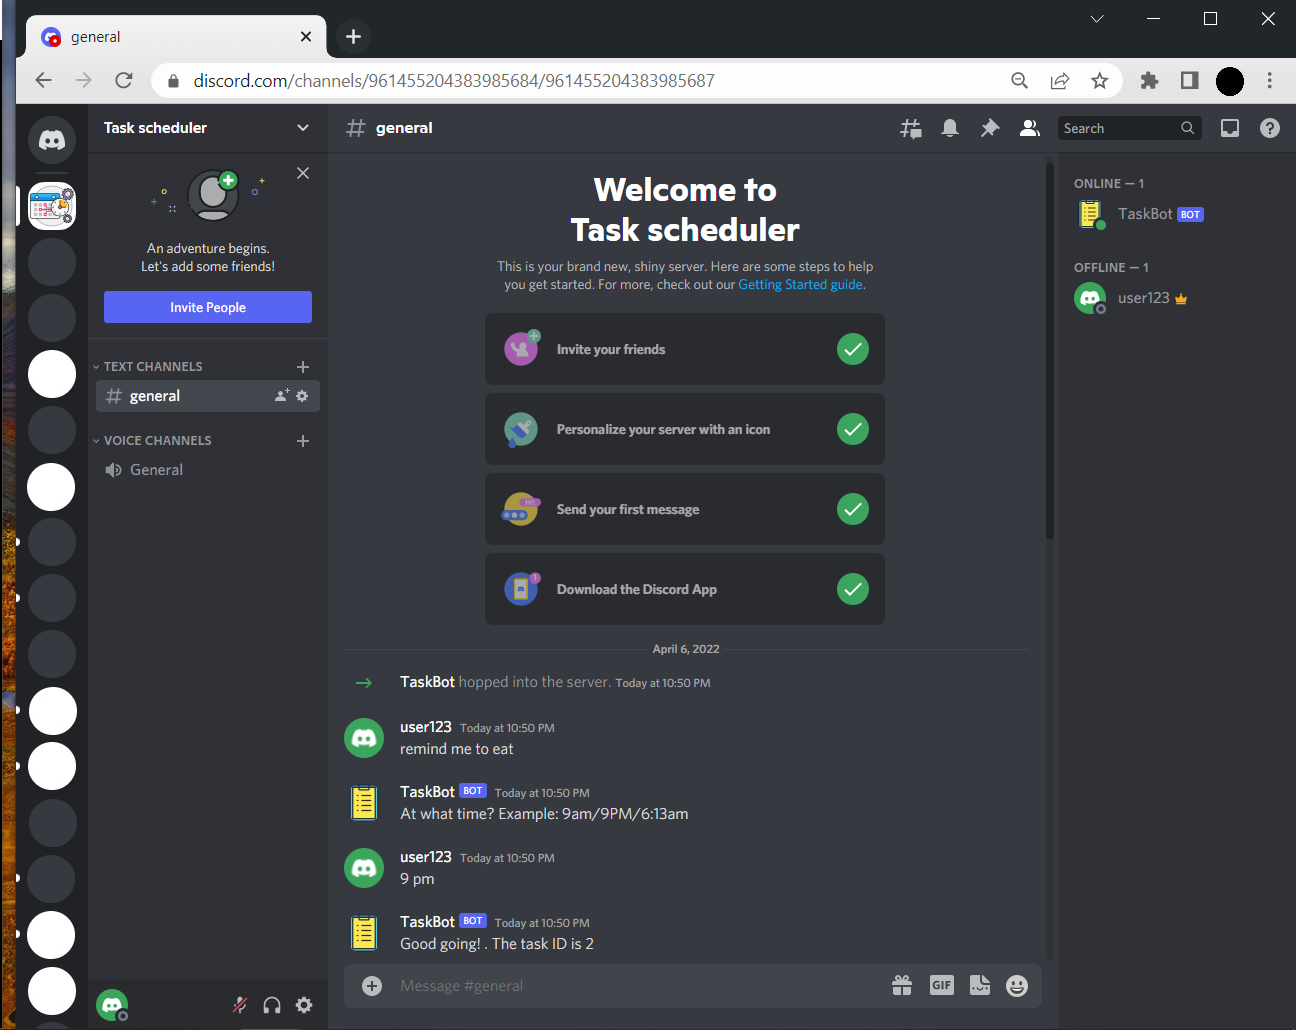 general
discord.com/channels/961455204383985684/961455204383985687
Task scheduler
general
Search
An adventure begins.
Let's add some friends!
Invite People
TEXT CHANNELS
general
VOICE CHANNELS
General
Welcome to
Task scheduler
This is your brand new, shiny server. Here are some steps to help
you get started. For more, check out our Getting Started guide.
Invite your friends
Personalize your server with an icon
Send your first message
Download the Discord App
April 6, 2022
TaskBot hopped into the server. Today at 10:50 PM
user123 Today at 10:50 PM
remind me to eat
TaskBot BOT Today at 10:50 PM
At what time? Example: 9am/9PM/6:13am
user123 Today at 10:50 PM
9 pm
TaskBot BOT Today at 10:50 PM
Good going! . The task ID is 2
Message #general
GIF
ONLINE — 1
TaskBot BOT
OFFLINE — 1
user123